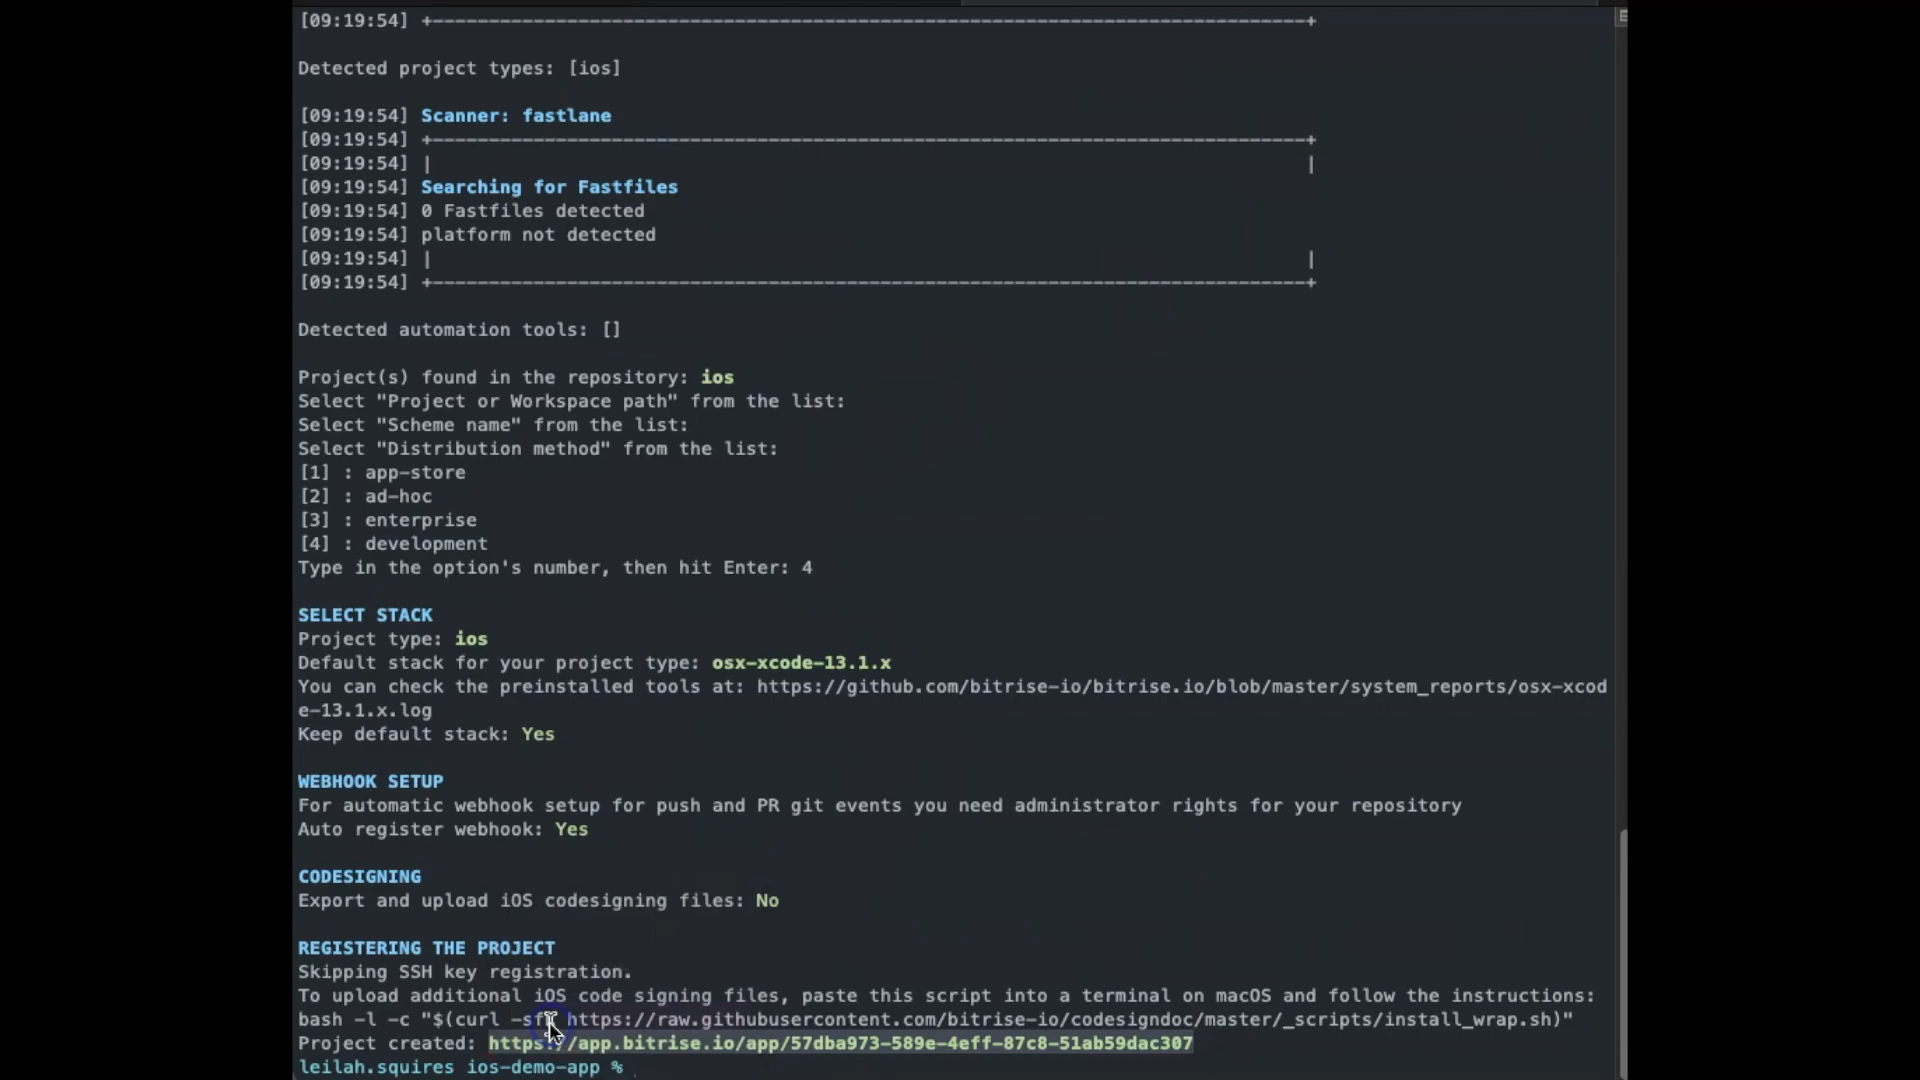 [09:19:54] +------------------------------------------------------------------------------+
Detected project types: [ios]
[09:19:54] Scanner: fastlane
[09:19:54] +------------------------------------------------------------------------------+
[09:19:54] |                                                                              |
[09:19:54] Searching for Fastfiles
[09:19:54] 0 Fastfiles detected
[09:19:54] platform not detected
[09:19:54] |                                                                              |
[09:19:54] +------------------------------------------------------------------------------+
Detected automation tools: []
Project(s) found in the repository: ios
Select "Project or Workspace path" from the list:
Select "Scheme name" from the list:
Select "Distribution method" from the list:
[1] : app-store
[2] : ad-hoc
[3] : enterprise
[4] : development
Type in the option's number, then hit Enter: 4
SELECT STACK
Project type: ios
Default stack for your project type: osx-xcode-13.1.x
You can check the preinstalled tools at: https://github.com/bitrise-io/bitrise.io/blob/master/system_reports/osx-xcod
e-13.1.x.log
Keep default stack: Yes
WEBHOOK SETUP
For automatic webhook setup for push and PR git events you need administrator rights for your repository
Auto register webhook: Yes
CODESIGNING
Export and upload iOS codesigning files: No
REGISTERING THE PROJECT
Skipping SSH key registration.
To upload additional iOS code signing files, paste this script into a terminal on macOS and follow the instructions:
bash -l -c "$(curl https://raw.githubusercontent.com/bitrise-io/codesigndoc/master/_scripts/install_wrap.sh)"
Project created: https://app.bitrise.io/app/57dba973-589e-4eff-87c8-51ab59dac307
leilah.squires ios-demo-app %